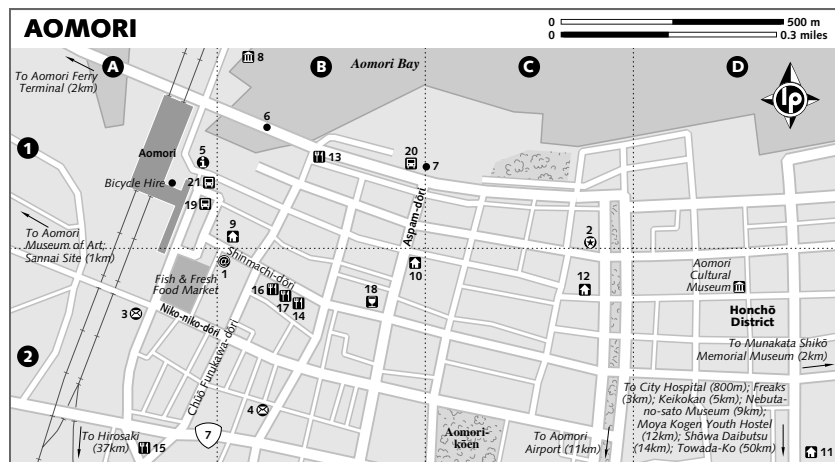 AOMORI
0 500 m
0 0.3 miles
A
B
C
D
1
2
To Aomori Ferry
Terminal (2km)
8
Aomori Bay
lp
6
Aomori
5
13
20
7
Bicycle Hire
21
19
Aspam-dōri
9
2
To Aomori
Museum of Art;
Sannai Site (1km)
Shinmachi-dōri
@
1
10
Fish & Fresh
Food Market
16
17
14
18
12
Aomori
Cultural
Museum
Honchō
District
3
Niko-niko-dōri
To Munakata Shikō
Memorial Museum (2km)
Chūō Furukawa-dōri
4
To City Hospital (800m); Freaks
(3km); Keikokan (5km); Nebuta-
no-sato Museum (9km);
Moya Kogen Youth Hostel
(12km); Shōwa Daibutsu
(14km); Towada-Ko (50km)
To Hirosaki
(37km)
15
7
Aomori-
kōen
To Aomori
Airport (11km)
11